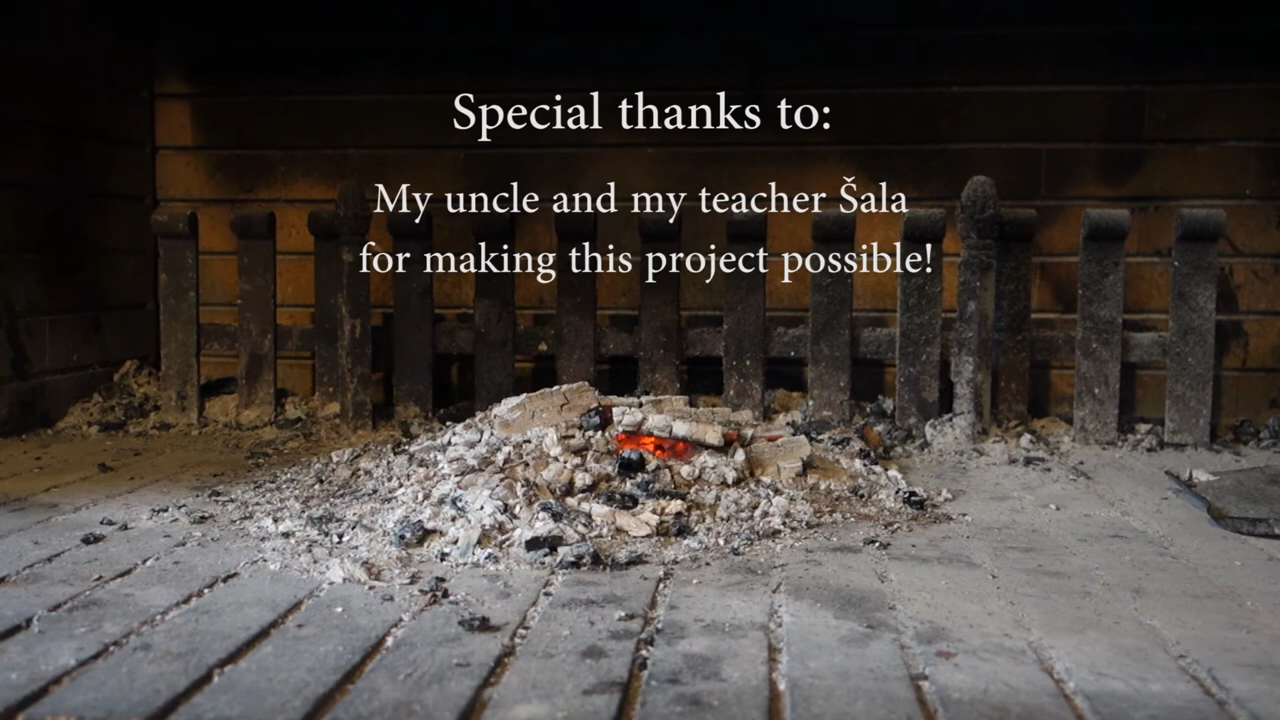 Special thanks to:
My uncle and my teacher Šala
for making this project possible!